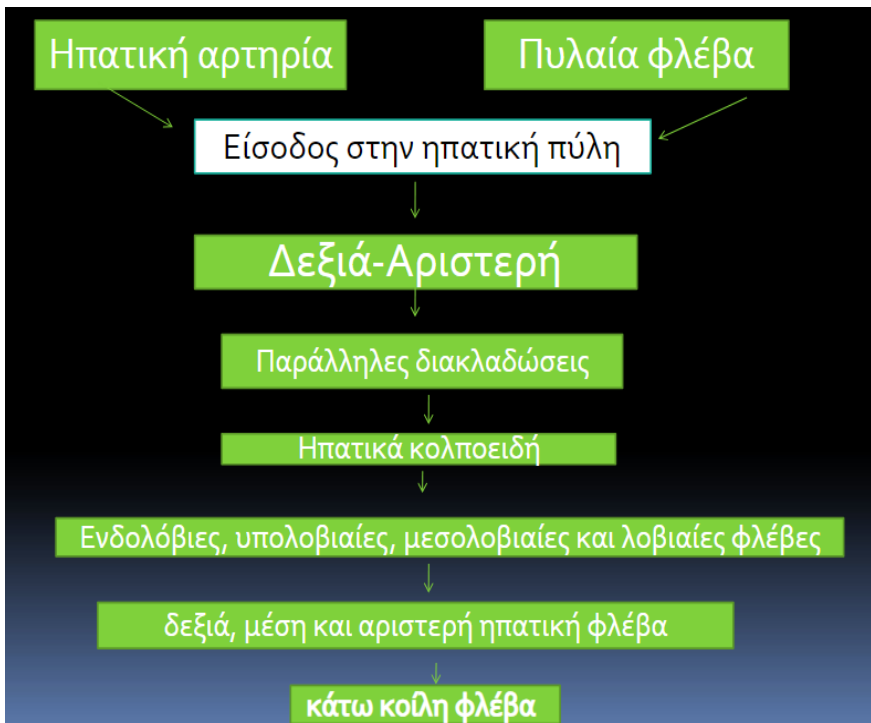 Ηπατική αρτηρία
Πυλαία φλέβα
Είσοδος στην ηπατική πύλη
Δεξιά-Αριστερή
Παράλληλες διακλαδώσεις
Ηπατικά κολποειδή
Ενδολόβιες, υπολοβιαίες, μεσολοβιαίες και λοβιαίες φλέβες
δεξιά, μέση και αριστερή ηπατική φλέβα
κάτω κοίλη φλέβα